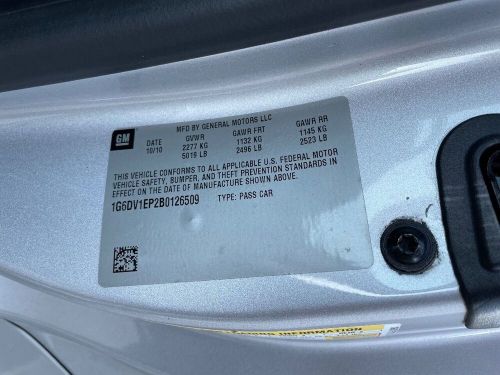 GM
MFD BY GENERAL MOTORS LLC
DATE GVWR GAWR FRT GAWR RR
10/10 2277 KG 1132 KG 1145 KG
5019 LB 2496 LB 2523 LB
THIS VEHICLE CONFORMS TO ALL APPLICABLE U.S. FEDERAL MOTOR
VEHICLE SAFETY, BUMPER, AND THEFT PREVENTION STANDARDS IN
EFFECT ON THE DATE OF MANUFACTURE SHOWN ABOVE.
1G6DV1EP2B0126509 TYPE: PASS CAR
LOADING INFORMATION